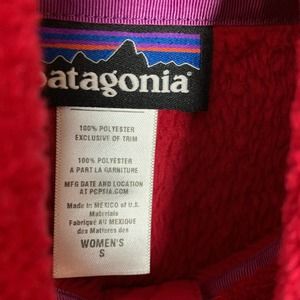 patagonia
100% POLYESTER
EXCLUSIVE OF TRIM
100% POLYESTER
A PART LA GARNITURE
MFG DATE AND LOCATION
AT PCPSIA.COM
Made in MEXICO of U.S.
Materials
Fabriqué AU MEXIQUE
des Matières des
WOMEN'S
S